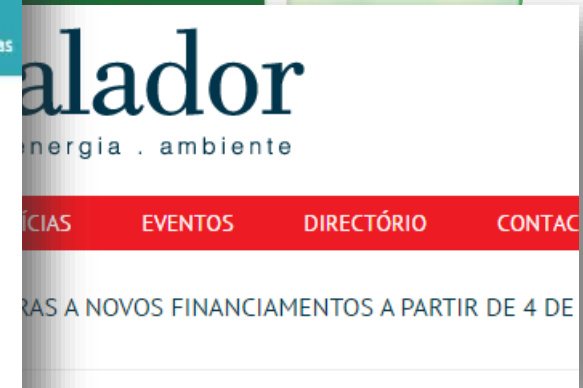 as
alador
energia . ambiente
ÍCIAS EVENTOS DIRECTÓRIO CONTAC
RAS A NOVOS FINANCIAMENTOS A PARTIR DE 4 DE